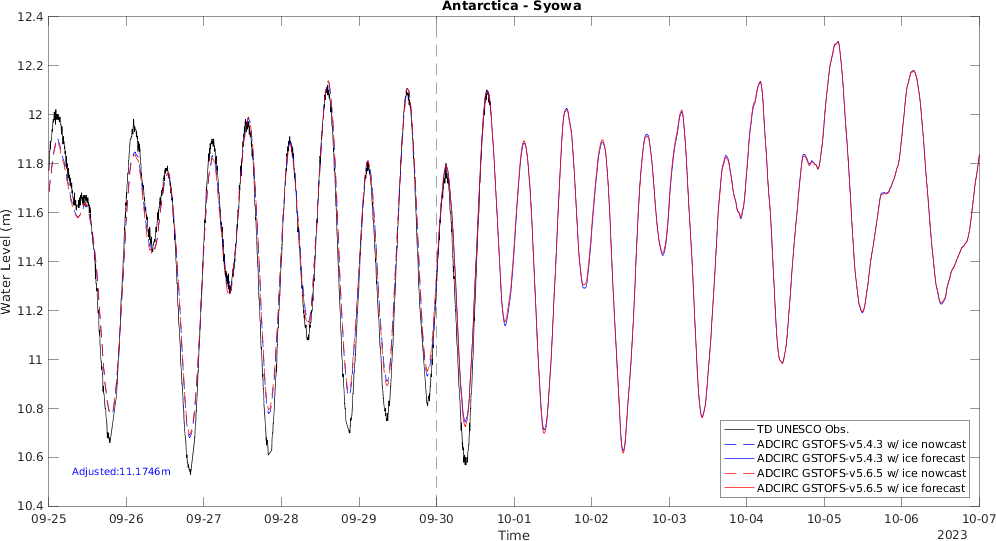 Antarctica - Syowa
12.4
12.2
12
11.8
11.6
11.4
11.2
11
10.8
10.6
10.4
Water Level (m)
Adjusted:11.1746m
TD UNESCO Obs.
ADCIRC GSTOFS-v5.4.3 w/ ice nowcast
ADCIRC GSTOFS-v5.4.3 w/ ice forecast
ADCIRC GSTOFS-v5.6.5 w/ ice nowcast
ADCIRC GSTOFS-v5.6.5 w/ ice forecast
09-25 09-26 09-27 09-28 09-29 09-30 10-01 10-02 10-03 10-04 10-05 10-06 10-07
Time
2023